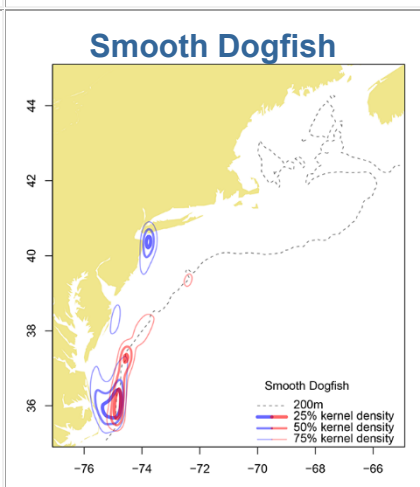 Smooth Dogfish
44
42
40
38
36
Smooth Dogfish
200m
25% kernel density
50% kernel density
75% kernel density
−76 −74 −72 −70 −68 −66